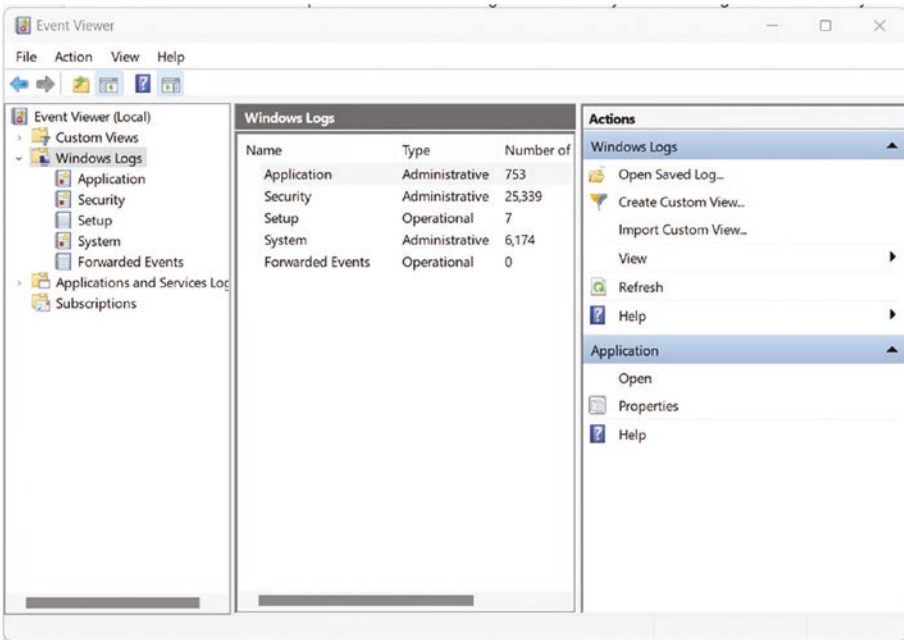 Event Viewer
File Action View Help
Event Viewer (Local)
Custom Views
Windows Logs
Application
Security
Setup
System
Forwarded Events
Applications and Services Log
Subscriptions
Windows Logs
Name Type Number of
Application Administrative 753
Security Administrative 25,339
Setup Operational 7
System Administrative 6,174
Forwarded Events Operational 0
Actions
Windows Logs
Open Saved Log...
Create Custom View...
Import Custom View...
View
Refresh
Help
Application
Open
Properties
Help